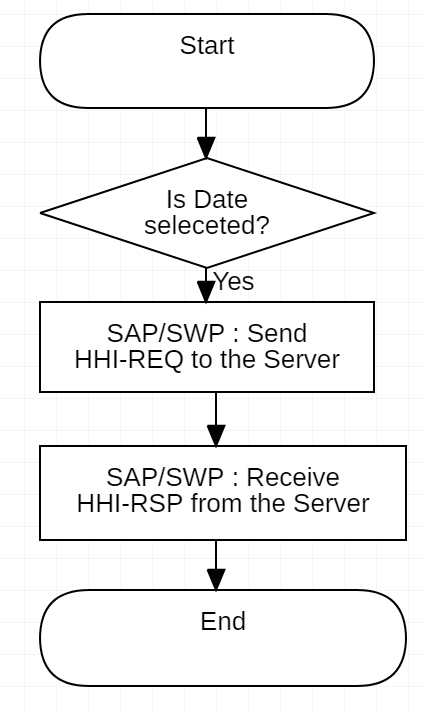 Start
Is Date
seleceted?
Yes
SAP/SWP : Send
HHI-REQ to the Server
SAP/SWP : Receive
HHI-RSP from the Server
End